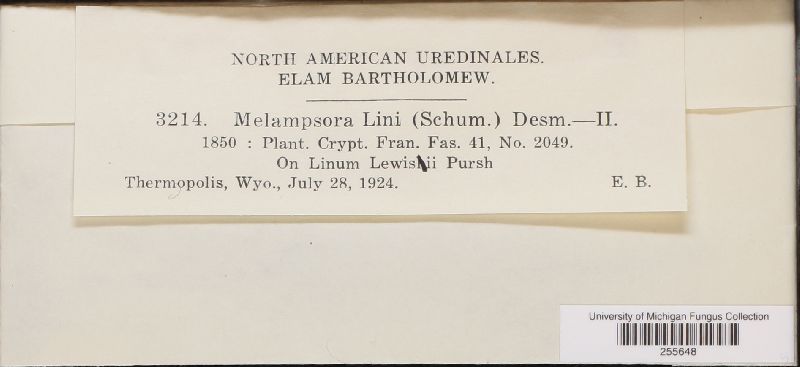 NORTH AMERICAN UREDINALES.
ELAM BARTHOLOMEW.
3214. Melampsora Lini (Schum.) Desm.—II.
1850 : Plant. Crypt. Fran. Fas. 41, No. 2049.
On Linum Lewisii Pursh
Thermopolis, Wyo., July 28, 1924. E. B.
University of Michigan Fungus Collection
255648